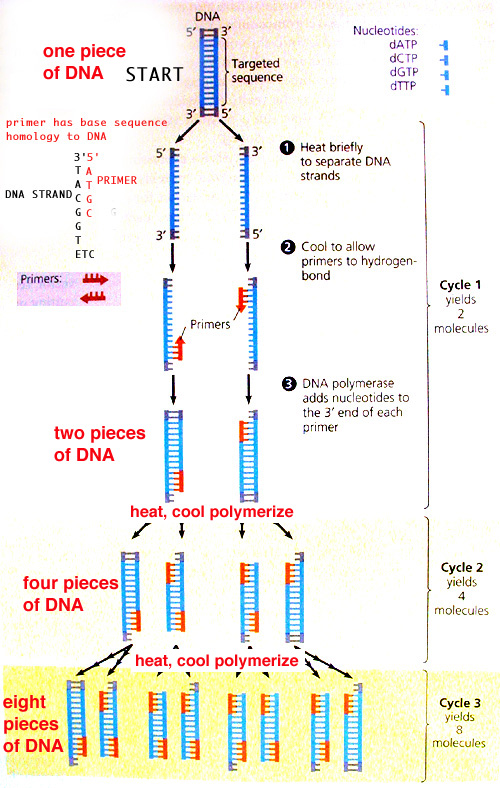 DNA
5′ 3′
Nucleotides:
dATP
dCTP
dGTP
dTTP
one piece
of DNA
START
Targeted
sequence
3′ 5′
primer has base sequence
homology to DNA
3'5'
T A
A T
C G
G C
G
T
ETC
PRIMER
DNA STRAND
G
5′
3′
3′
5′
1 Heat briefly
to separate DNA
strands
2 Cool to allow
primers to hydrogen-
bond
Primers:
Primers
Cycle 1
yields
2
molecules
3 DNA polymerase
adds nucleotides to
the 3′ end of each
primer
two pieces
of DNA
heat, cool polymerize
four pieces
of DNA
Cycle 2
yields
4
molecules
heat, cool polymerize
eight
pieces
of DNA
Cycle 3
yields
8
molecules